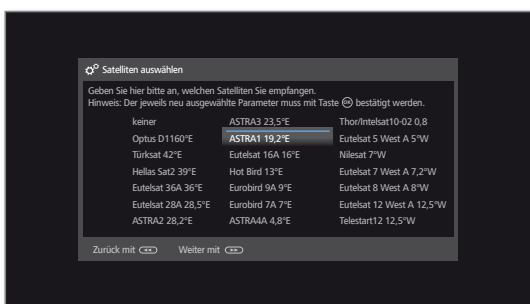 Satelliten auswählen
Geben Sie hier bitte an, welchen Satelliten Sie empfangen.
Hinweis: Der jeweils neu ausgewählte Parameter muss mit Taste OK bestätigt werden.
keiner ASTRA3 23,5°E Thor/Intelsat10-02 0,8
Optus D1160°E ASTRA1 19,2°E Eutelsat 5 West A 5°W
Türksat 42°E Eutelsat 16A 16°E Nilesat 7°W
Hellas Sat2 39°E Hot Bird 13°E Eutelsat 7 West A 7,2°W
Eutelsat 36A 36°E Eurobird 9A 9°E Eutelsat 8 West A 8°W
Eutelsat 28A 28,5°E Eurobird 7A 7°E Eutelsat 12 West A 12,5°W
ASTRA2 28,2°E ASTRA4A 4,8°E Telestart12 12,5°W
Zurück mit Weiter mit